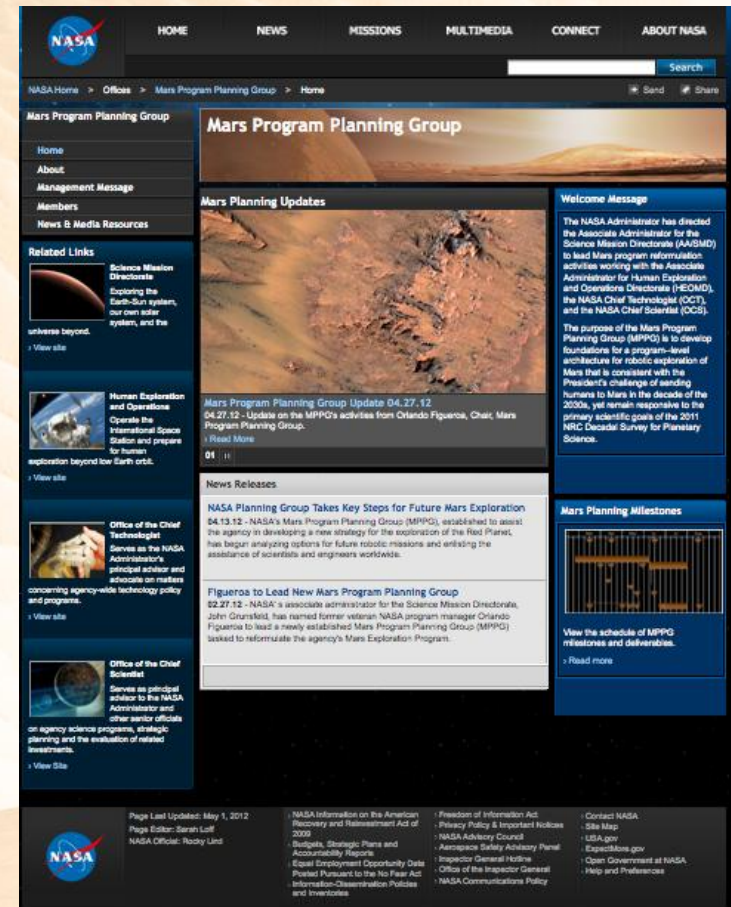 NASA
HOME NEWS MISSIONS MULTIMEDIA CONNECT ABOUT NASA
Search
NASA Home > Offices > Mars Program Planning Group > Home
Send Share
Mars Program Planning Group
Home
About
Management Message
Members
News & Media Resources
Related Links
Science Mission
Directorate
Exploring the
Earth-Sun system,
our own solar
system, and the
universe beyond.
› View site
Human Exploration
and Operations
Operate the
International Space
Station and prepare
for human
exploration beyond low Earth orbit.
› View site
Office of the Chief
Technologist
Serves as the NASA
Administrator's
principal advisor and
advocate on matters
concerning agency-wide technology policy
and programs.
› View site
Office of the Chief
Scientist
Serves as principal
advisor to the NASA
Administrator and
other senior officials
on agency science programs, strategic
planning and the evaluation of related
investments.
› View Site
Mars Program Planning Group
Mars Planning Updates
Mars Program Planning Group Update 04.27.12
04.27.12 - Update on the MPPG's activities from Orlando Figueroa, Chair, Mars
Program Planning Group.
› Read More
01
News Releases
NASA Planning Group Takes Key Steps for Future Mars Exploration
04.13.12 - NASA's Mars Program Planning Group (MPPG), established to assist
the agency in developing a new strategy for the exploration of the Red Planet,
has begun analyzing options for future robotic missions and enlisting the
assistance of scientists and engineers worldwide.
Figueroa to Lead New Mars Program Planning Group
02.27.12 - NASA' s associate administrator for the Science Mission Directorate,
John Grunsfeld, has named former veteran NASA program manager Orlando
Figueroa to lead a newly established Mars Program Planning Group (MPPG)
tasked to reformulate the agency's Mars Exploration Program.
Welcome Message
The NASA Administrator has directed
the Associate Administrator for the
Science Mission Directorate (AA/SMD)
to lead Mars program reformulation
activities working with the Associate
Administrator for Human Exploration
and Operations Directorate (HEOMD),
the NASA Chief Technologist (OCT),
and the NASA Chief Scientist (OCS).
The purpose of the Mars Program
Planning Group (MPPG) is to develop
foundations for a program--level
architecture for robotic exploration of
Mars that is consistent with the
President's challenge of sending
humans to Mars in the decade of the
2030s, yet remain responsive to the
primary scientific goals of the 2011
NRC Decadal Survey for Planetary
Science.
Mars Planning Milestones
View the schedule of MPPG
milestones and deliverables.
› Read more
NASA
Page Last Updated: May 1, 2012
Page Editor: Sarah Loff
NASA Official: Rocky Lind
› NASA Information on the American
Recovery and Reinvestment Act of
2009
› Budgets, Strategic Plans and
Accountability Reports
› Equal Employment Opportunity Data
Posted Pursuant to the No Fear Act
› Information-Dissemination Policies
and Inventories
› Freedom of Information Act
› Privacy Policy & Important Notices
› NASA Advisory Council
› Aerospace Safety Advisory Panel
› Inspector General Hotline
› Office of the Inspector General
› NASA Communications Policy
› Contact NASA
› Site Map
› USA.gov
› ExpectMore.gov
› Open Government at NASA
› Help and Preferences